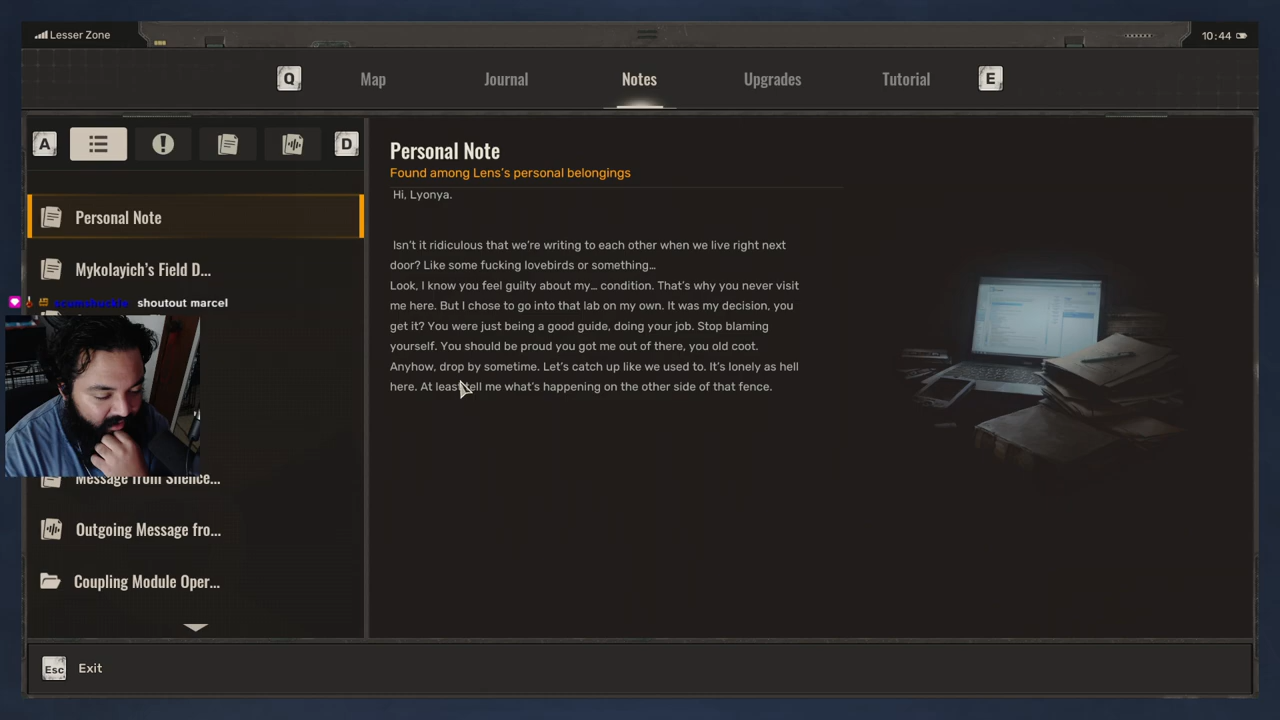 Lesser Zone
10:44
Q
Map
Journal
Notes
Upgrades
Tutorial
E
A
D
Personal Note
Mykolayich's Field D...
shoutout marcel
Message from Silence...
Outgoing Message fro...
Coupling Module Oper...
Personal Note
Found among Lens's personal belongings
Hi, Lyonya.
Isn't it ridiculous that we're writing to each other when we live right next
door? Like some fucking lovebirds or something...
Look, I know you feel guilty about my... condition. That's why you never visit
me here. But I chose to go into that lab on my own. It was my decision, you
get it? You were just being a good guide, doing your job. Stop blaming
yourself. You should be proud you got me out of there, you old coot.
Anyhow, drop by sometime. Let's catch up like we used to. It's lonely as hell
here. At least tell me what's happening on the other side of that fence.
Esc
Exit